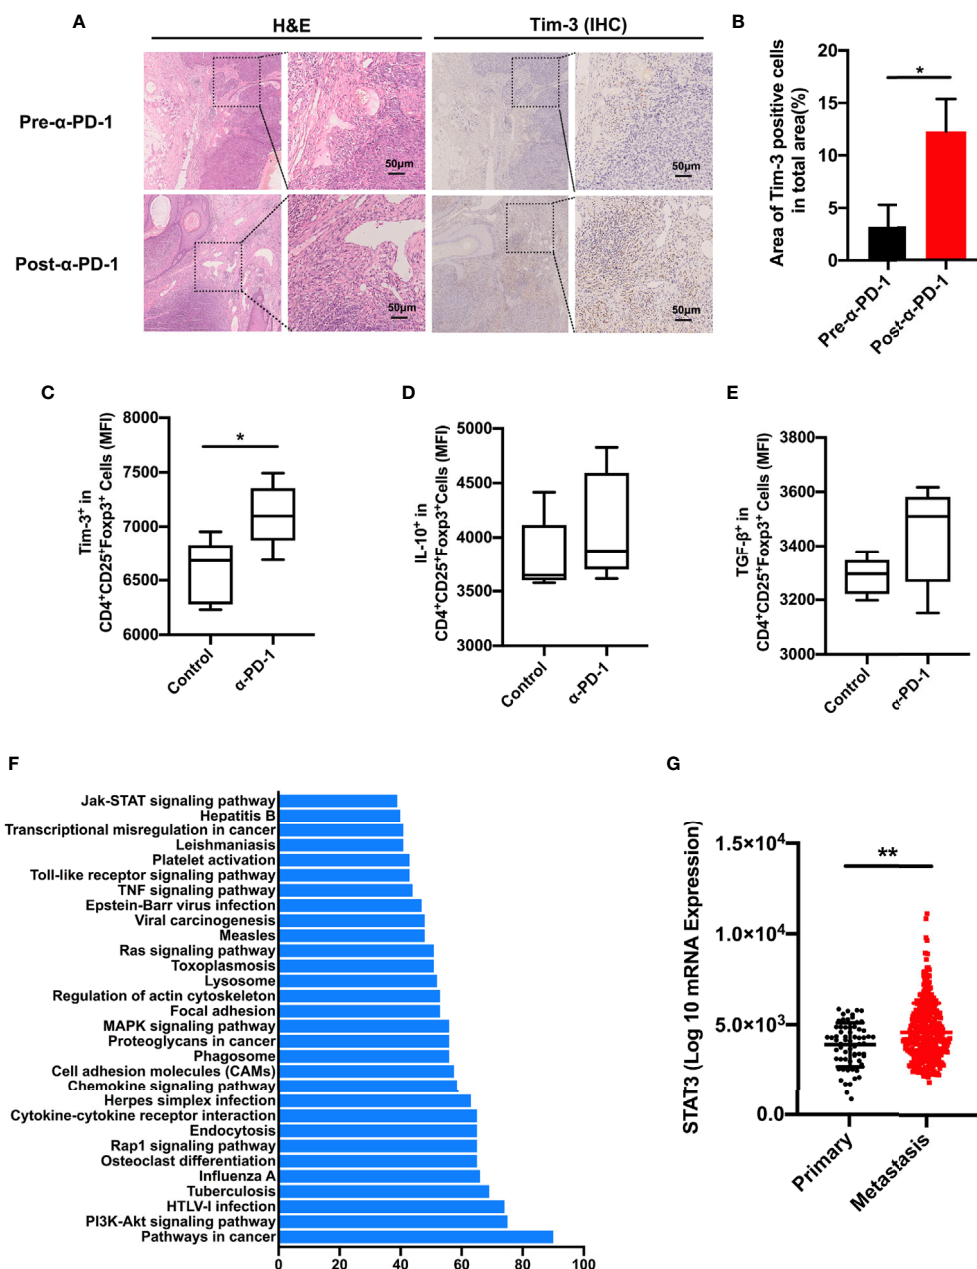 A
H&E
Tim-3 (IHC)
Pre-α-PD-1
Post-α-PD-1
50μm
50μm
50μm
50μm
B
Area of Tim-3 positive cells
in total area(%)
20
15
10
5
0
*
Pre-α-PD-1
Post-α-PD-1
C
Tim-3⁺ in
CD4⁺CD25⁺Foxp3⁺ Cells (MFI)
8000
7500
7000
6500
6000
*
Control
α-PD-1
D
IL-10⁺ in
CD4⁺CD25⁺Foxp3⁺Cells (MFI)
5000
4500
4000
3500
3000
Control
α-PD-1
E
TGF-β⁺ in
CD4⁺CD25⁺Foxp3⁺ Cells (MFI)
3800
3600
3400
3200
3000
Control
α-PD-1
F
Jak-STAT signaling pathway
Hepatitis B
Transcriptional misregulation in cancer
Leishmaniasis
Platelet activation
Toll-like receptor signaling pathway
TNF signaling pathway
Epstein-Barr virus infection
Viral carcinogenesis
Measles
Ras signaling pathway
Toxoplasmosis
Lysosome
Regulation of actin cytoskeleton
Focal adhesion
MAPK signaling pathway
Proteoglycans in cancer
Phagosome
Cell adhesion molecules (CAMs)
Chemokine signaling pathway
Herpes simplex infection
Cytokine-cytokine receptor interaction
Endocytosis
Rap1 signaling pathway
Osteoclast differentiation
Influenza A
Tuberculosis
HTLV-I infection
PI3K-Akt signaling pathway
Pathways in cancer
0 20 40 60 80 100
G
STAT3 (Log 10 mRNA Expression)
1.5×10⁴
1.0×10⁴
5.0×10³
0.0
**
Primary
Metastasis